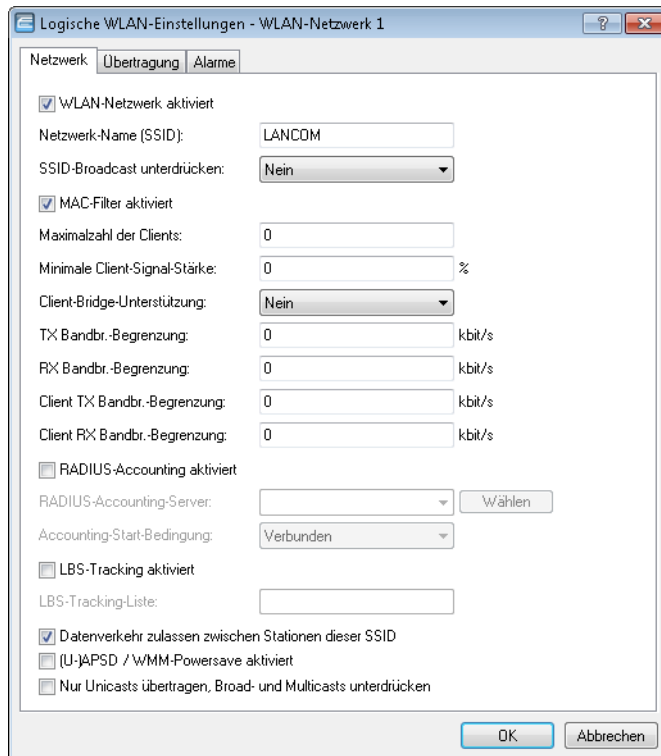 Logische WLAN-Einstellungen - WLAN-Netzwerk 1
Netzwerk Übertragung Alarme
WLAN-Netzwerk aktiviert
Netzwerk-Name (SSID): LANCOM
SSID-Broadcast unterdrücken: Nein
MAC-Filter aktiviert
Maximalzahl der Clients: 0
Minimale Client-Signal-Stärke: 0 %
Client-Bridge-Unterstützung: Nein
TX Bandbr.-Begrenzung: 0 kbit/s
RX Bandbr.-Begrenzung: 0 kbit/s
Client TX Bandbr.-Begrenzung: 0 kbit/s
Client RX Bandbr.-Begrenzung: 0 kbit/s
RADIUS-Accounting aktiviert
RADIUS-Accounting-Server: Wählen
Accounting-Start-Bedingung: Verbunden
LBS-Tracking aktiviert
LBS-Tracking-Liste:
Datenverkehr zulassen zwischen Stationen dieser SSID
(U-)APSD / WMM-Powersave aktiviert
Nur Unicasts übertragen, Broad- und Multicasts unterdrücken
OK Abbrechen